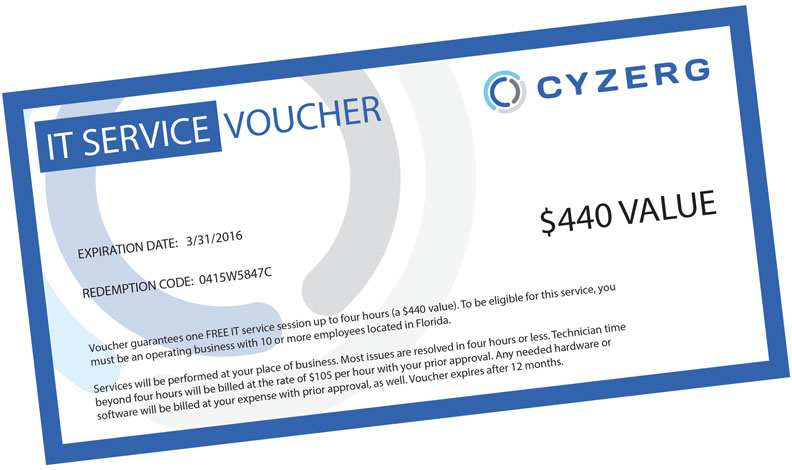 CYZERG
IT SERVICE VOUCHER
$440 VALUE
EXPIRATION DATE: 3/31/2016
REDEMPTION CODE: 0415W5847C
Voucher guarantees one FREE IT service session up to four hours (a $440 value). To be eligible for this service, you
must be an operating business with 10 or more employees located in Florida.
Services will be performed at your place of business. Most issues are resolved in four hours or less. Technician time
beyond four hours will be billed at the rate of $105 per hour with your prior approval. Any needed hardware or
software will be billed at your expense with prior approval, as well. Voucher expires after 12 months.